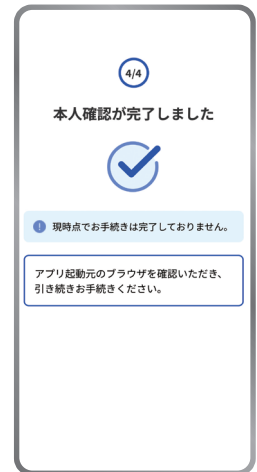 4/4
本人確認が完了しました
! 現時点でお手続きは完了しておりません。
アプリ起動元のブラウザを確認いただき、
引き続きお手続きください。